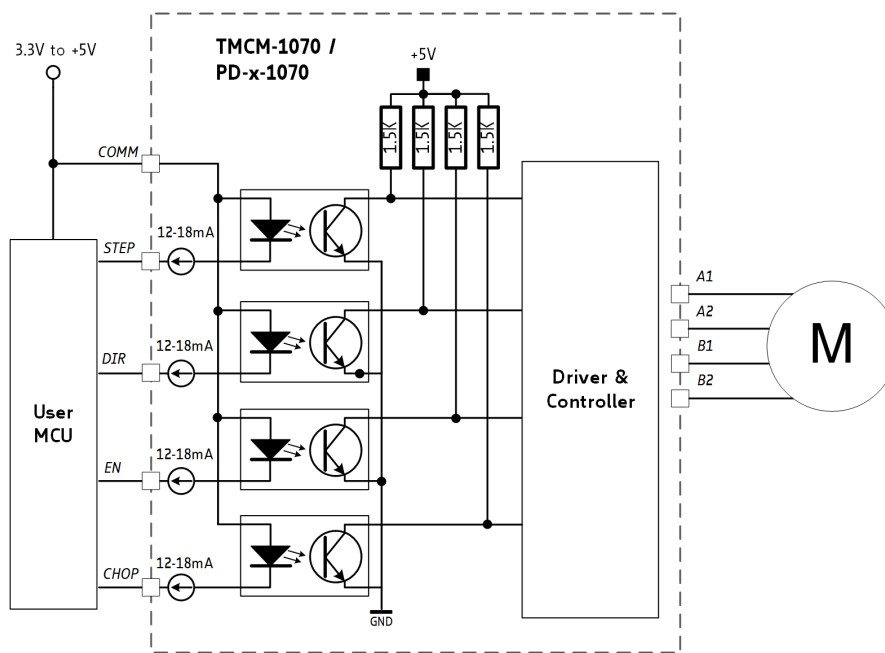 TMCM-1070 /
PD-x-1070
3.3V to +5V
+5V
1.5K
1.5K
1.5K
1.5K
COMM
STEP
12-18mA
DIR
12-18mA
EN
12-18mA
CHOP
12-18mA
User
MCU
Driver &
Controller
A1
A2
B1
B2
M
GND